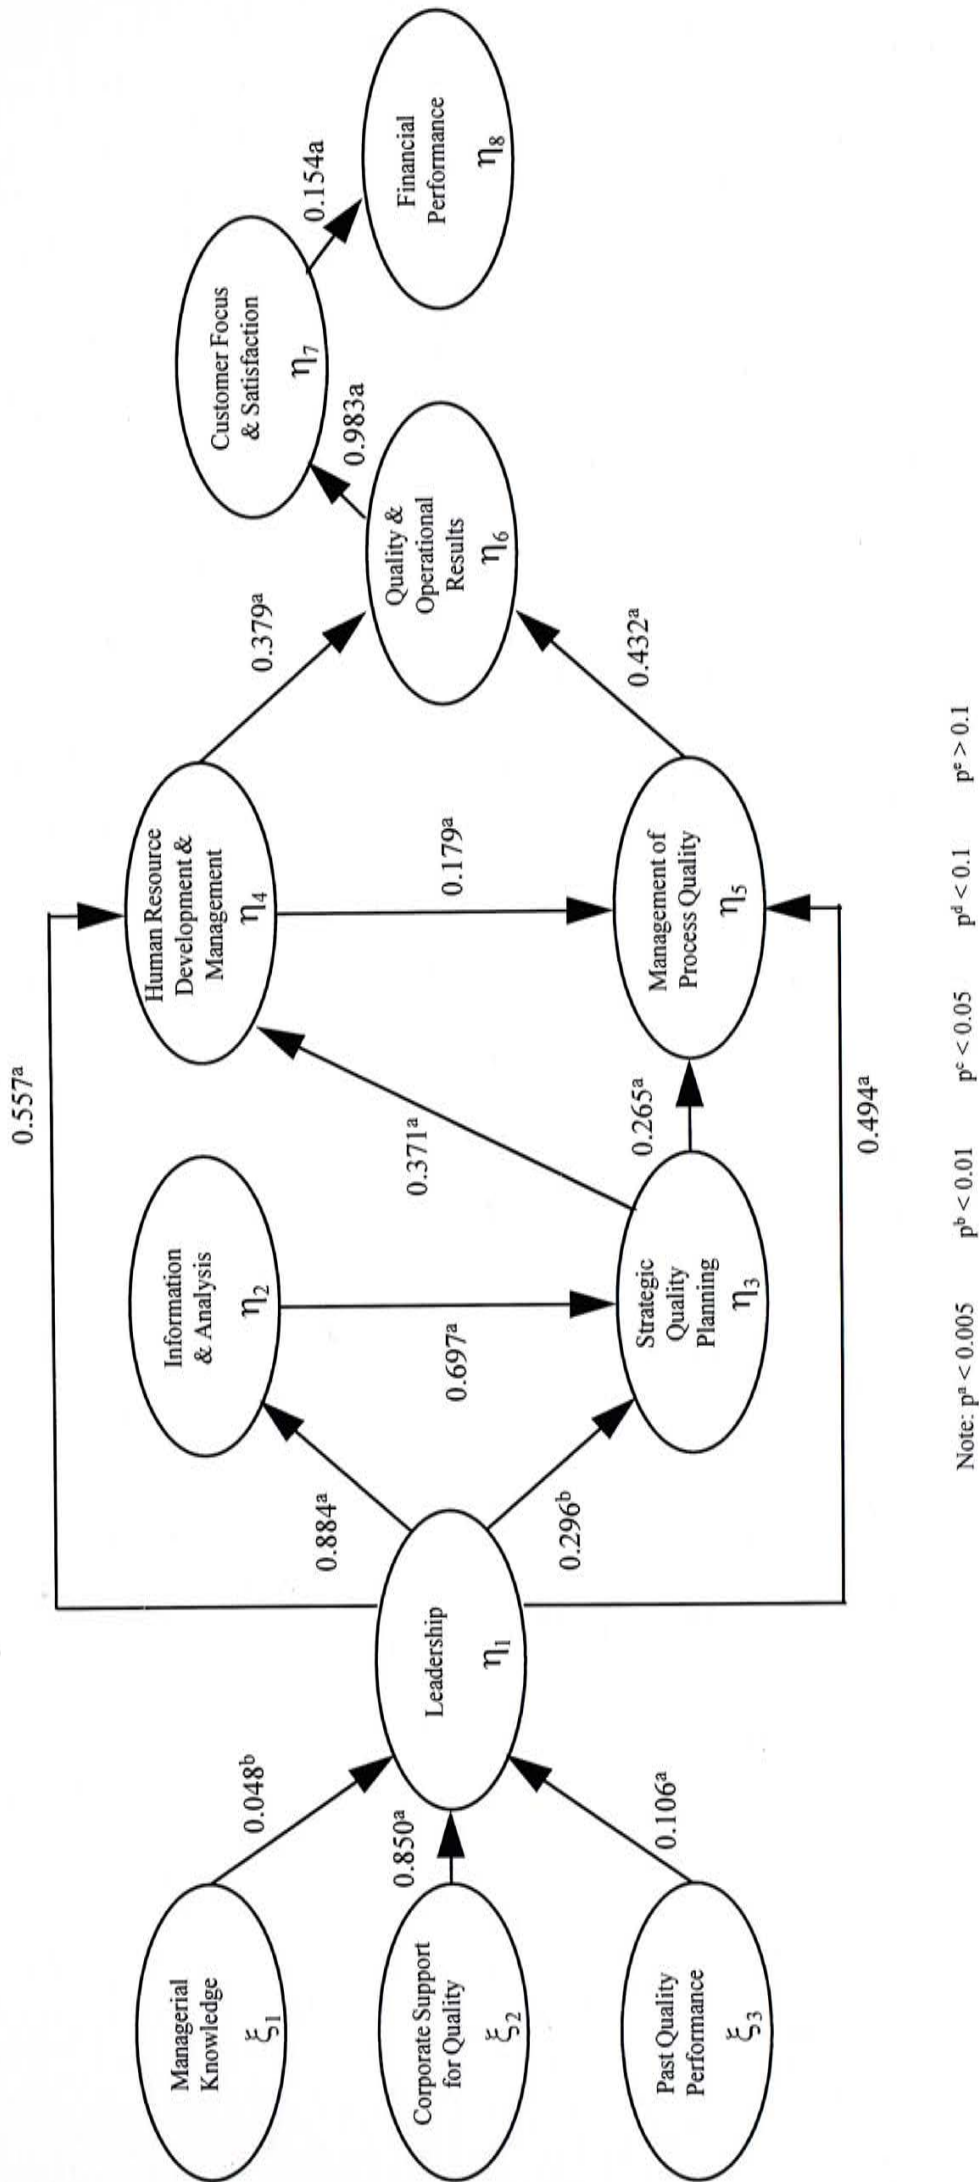 0.557ᵃ
Managerial
Knowledge
ξ₁
0.048ᵇ
Corporate Support
for Quality
ξ₂
0.850ᵃ
Past Quality
Performance
ξ₃
0.106ᵃ
Leadership
η₁
0.884ᵃ
0.296ᵇ
Information
& Analysis
η₂
0.697ᵃ
Strategic
Quality
Planning
η₃
0.371ᵃ
0.265ᵃ
Human Resource
Development &
Management
η₄
0.179ᵃ
Management of
Process Quality
η₅
0.494ᵃ
0.379ᵃ
0.432ᵃ
Quality &
Operational
Results
η₆
0.983a
Customer Focus
& Satisfaction
η₇
0.154a
Financial
Performance
η₈
Note: pᵃ < 0.005 pᵇ < 0.01 pᶜ < 0.05 pᵈ < 0.1 pᵉ > 0.1